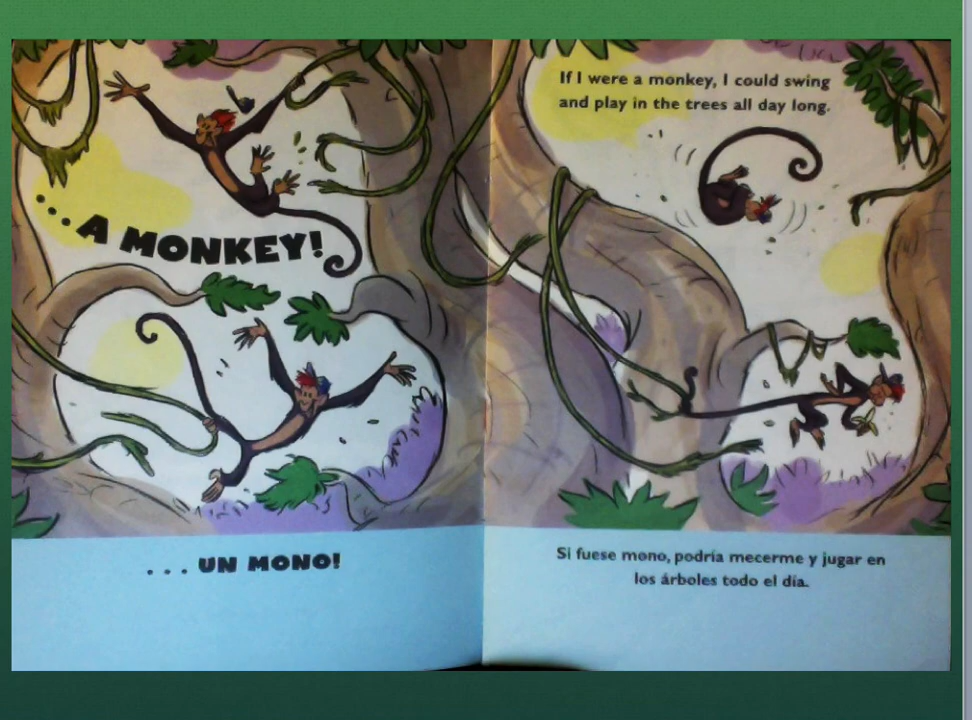 ...A MONKEY!
...UN MONO!
If I were a monkey, I could swing
and play in the trees all day long.
Si fuese mono, podría mecerme y jugar en
los árboles todo el día.